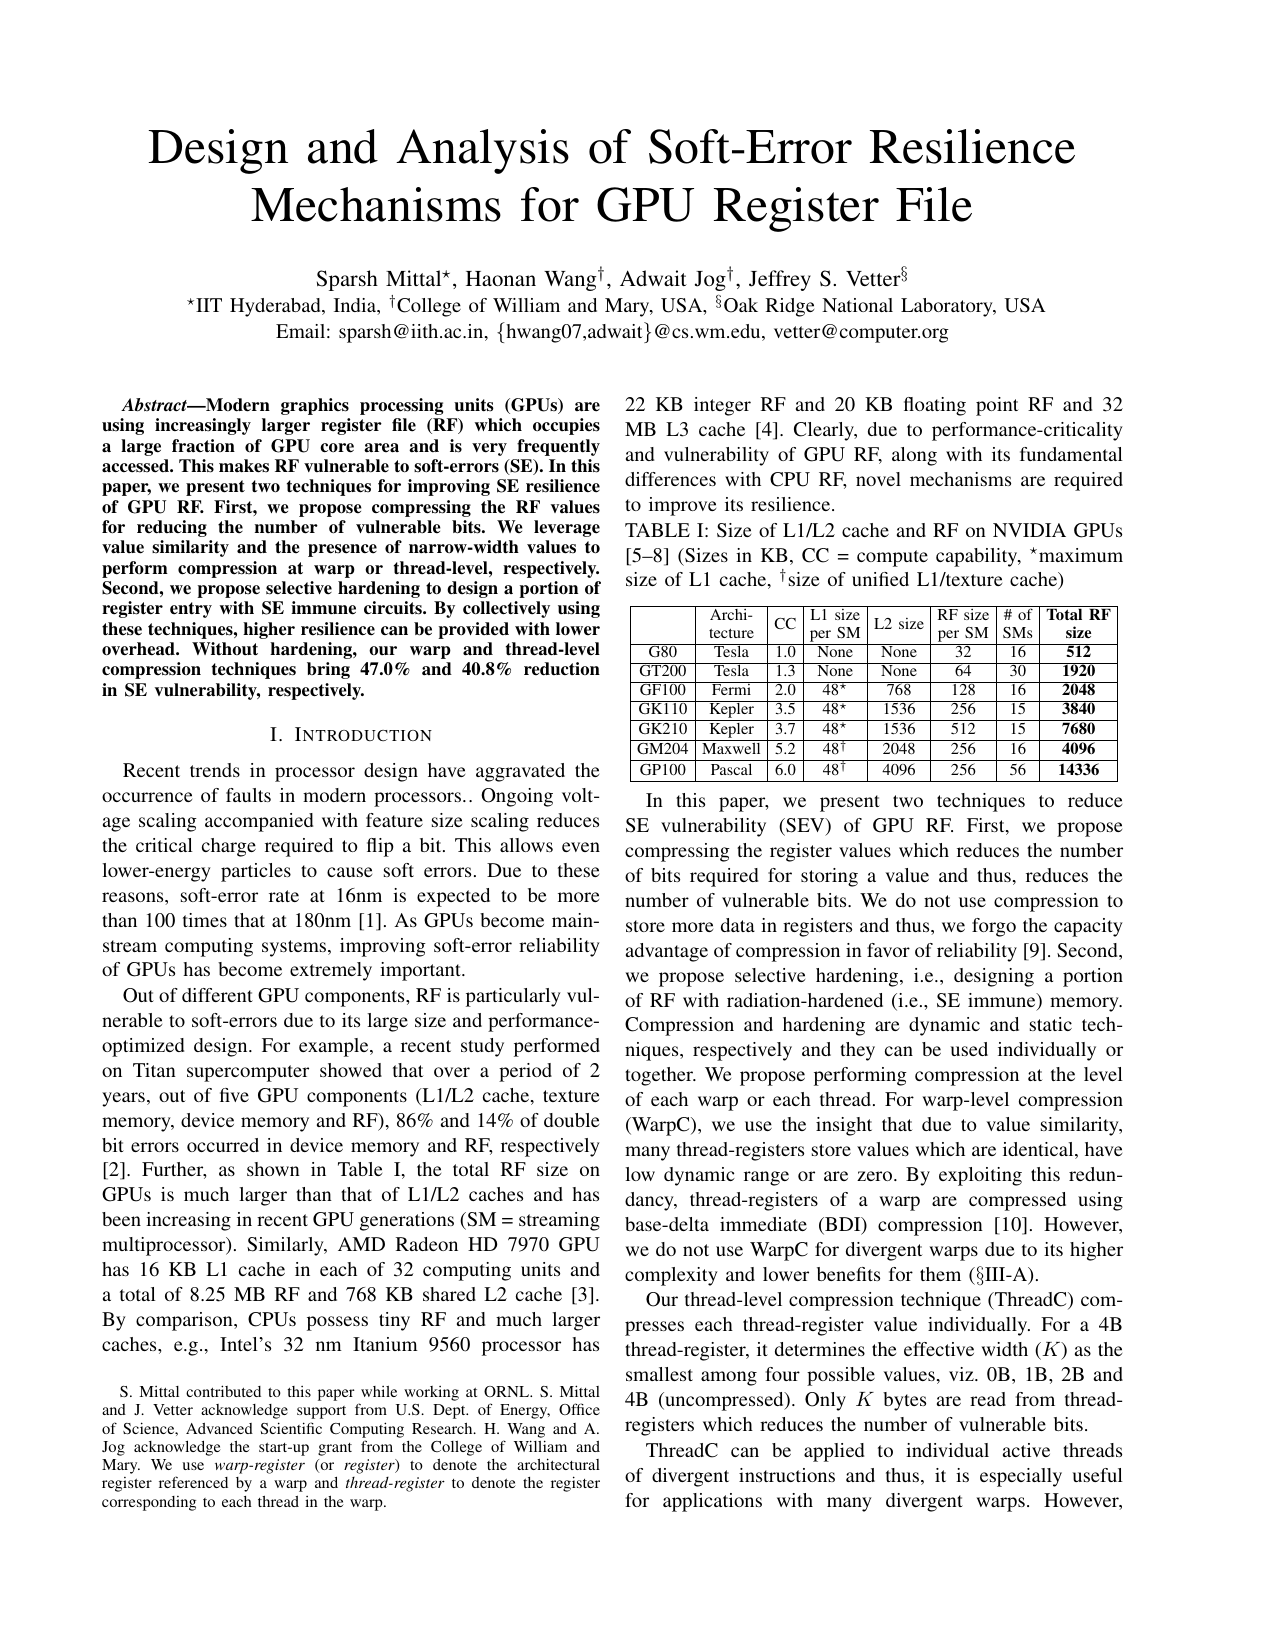 Design and Analysis of Soft-Error Resilience
Mechanisms for GPU Register File
Sparsh Mittal⋆, Haonan Wang†, Adwait Jog†, Jeffrey S. Vetter§
⋆IIT Hyderabad, India, †College of William and Mary, USA, §Oak Ridge National Laboratory, USA
Email: sparsh@iith.ac.in, {hwang07,adwait}@cs.wm.edu, vetter@computer.org
Abstract—Modern graphics processing units (GPUs) are
using increasingly larger register file (RF) which occupies
a large fraction of GPU core area and is very frequently
accessed. This makes RF vulnerable to soft-errors (SE). In this
paper, we present two techniques for improving SE resilience
of GPU RF. First, we propose compressing the RF values
for reducing the number of vulnerable bits. We leverage
value similarity and the presence of narrow-width values to
perform compression at warp or thread-level, respectively.
Second, we propose selective hardening to design a portion of
register entry with SE immune circuits. By collectively using
these techniques, higher resilience can be provided with lower
overhead. Without hardening, our warp and thread-level
compression techniques bring 47.0% and 40.8% reduction
in SE vulnerability, respectively.
I. INTRODUCTION
Recent trends in processor design have aggravated the
occurrence of faults in modern processors.. Ongoing volt-
age scaling accompanied with feature size scaling reduces
the critical charge required to flip a bit. This allows even
lower-energy particles to cause soft errors. Due to these
reasons, soft-error rate at 16nm is expected to be more
than 100 times that at 180nm [1]. As GPUs become main-
stream computing systems, improving soft-error reliability
of GPUs has become extremely important.
Out of different GPU components, RF is particularly vul-
nerable to soft-errors due to its large size and performance-
optimized design. For example, a recent study performed
on Titan supercomputer showed that over a period of 2
years, out of five GPU components (L1/L2 cache, texture
memory, device memory and RF), 86% and 14% of double
bit errors occurred in device memory and RF, respectively
[2]. Further, as shown in Table I, the total RF size on
GPUs is much larger than that of L1/L2 caches and has
been increasing in recent GPU generations (SM = streaming
multiprocessor). Similarly, AMD Radeon HD 7970 GPU
has 16 KB L1 cache in each of 32 computing units and
a total of 8.25 MB RF and 768 KB shared L2 cache [3].
By comparison, CPUs possess tiny RF and much larger
caches, e.g., Intel's 32 nm Itanium 9560 processor has
S. Mittal contributed to this paper while working at ORNL. S. Mittal
and J. Vetter acknowledge support from U.S. Dept. of Energy, Office
of Science, Advanced Scientific Computing Research. H. Wang and A.
Jog acknowledge the start-up grant from the College of William and
Mary. We use warp-register (or register) to denote the architectural
register referenced by a warp and thread-register to denote the register
corresponding to each thread in the warp.
22 KB integer RF and 20 KB floating point RF and 32
MB L3 cache [4]. Clearly, due to performance-criticality
and vulnerability of GPU RF, along with its fundamental
differences with CPU RF, novel mechanisms are required
to improve its resilience.
TABLE I: Size of L1/L2 cache and RF on NVIDIA GPUs
[5–8] (Sizes in KB, CC = compute capability, ⋆maximum
size of L1 cache, †size of unified L1/texture cache)
Archi- L1 size RF size # of Total RF
tecture CC per SM L2 size per SM SMs size
G80 Tesla 1.0 None None 32 16 512
GT200 Tesla 1.3 None None 64 30 1920
GF100 Fermi 2.0 48⋆ 768 128 16 2048
GK110 Kepler 3.5 48⋆ 1536 256 15 3840
GK210 Kepler 3.7 48⋆ 1536 512 15 7680
GM204 Maxwell 5.2 48† 2048 256 16 4096
GP100 Pascal 6.0 48† 4096 256 56 14336
In this paper, we present two techniques to reduce
SE vulnerability (SEV) of GPU RF. First, we propose
compressing the register values which reduces the number
of bits required for storing a value and thus, reduces the
number of vulnerable bits. We do not use compression to
store more data in registers and thus, we forgo the capacity
advantage of compression in favor of reliability [9]. Second,
we propose selective hardening, i.e., designing a portion
of RF with radiation-hardened (i.e., SE immune) memory.
Compression and hardening are dynamic and static tech-
niques, respectively and they can be used individually or
together. We propose performing compression at the level
of each warp or each thread. For warp-level compression
(WarpC), we use the insight that due to value similarity,
many thread-registers store values which are identical, have
low dynamic range or are zero. By exploiting this redun-
dancy, thread-registers of a warp are compressed using
base-delta immediate (BDI) compression [10]. However,
we do not use WarpC for divergent warps due to its higher
complexity and lower benefits for them (§III-A).
Our thread-level compression technique (ThreadC) com-
presses each thread-register value individually. For a 4B
thread-register, it determines the effective width (K) as the
smallest among four possible values, viz. 0B, 1B, 2B and
4B (uncompressed). Only K bytes are read from thread-
registers which reduces the number of vulnerable bits.
ThreadC can be applied to individual active threads
of divergent instructions and thus, it is especially useful
for applications with many divergent warps. However,